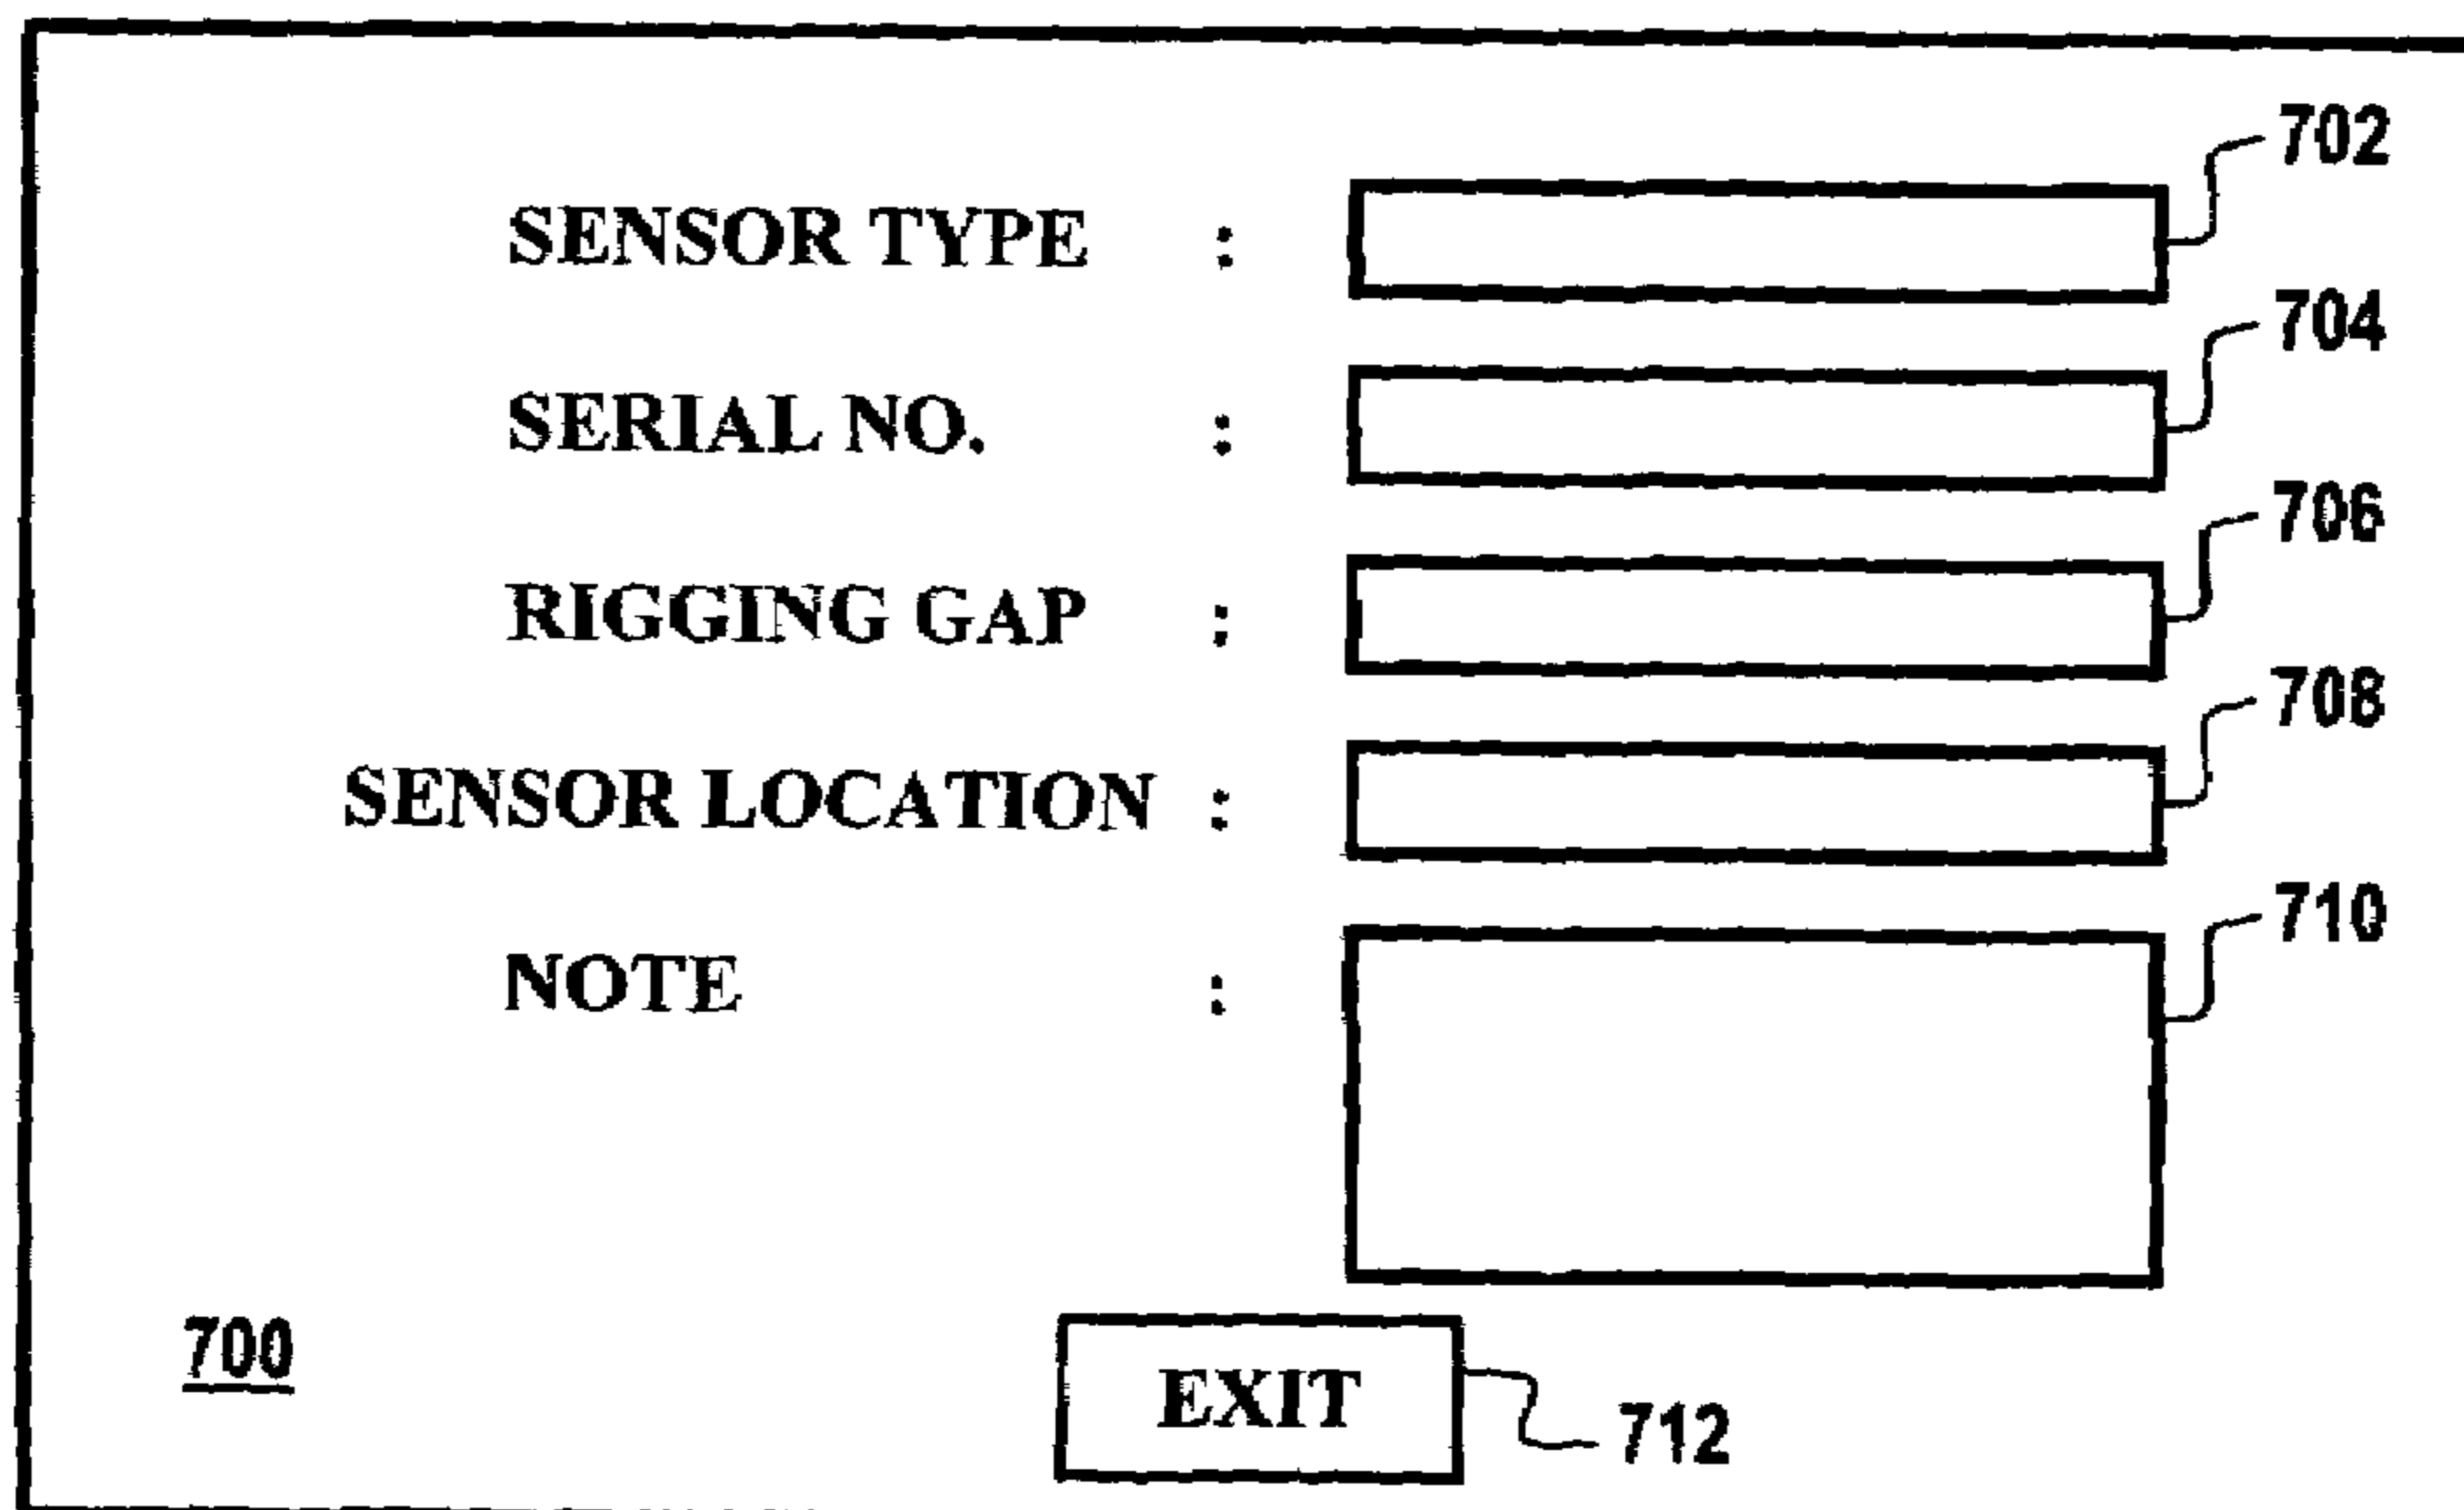 702
SENSOR TYPE :
704
SERIAL NO. :
706
RIGGING GAP :
708
SENSOR LOCATION :
710
NOTE :
700
EXIT
712